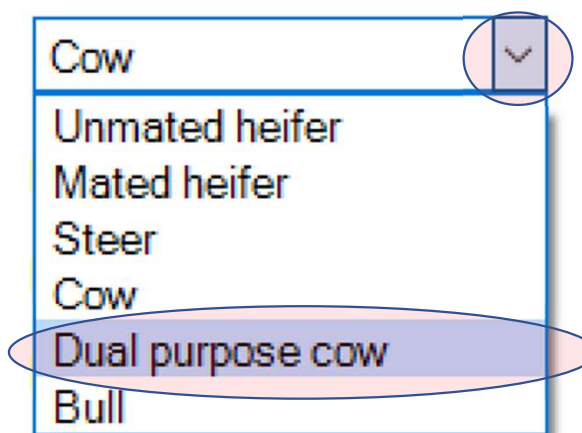 Cow
Unmated heifer
Mated heifer
Steer
Cow
Dual purpose cow
Bull